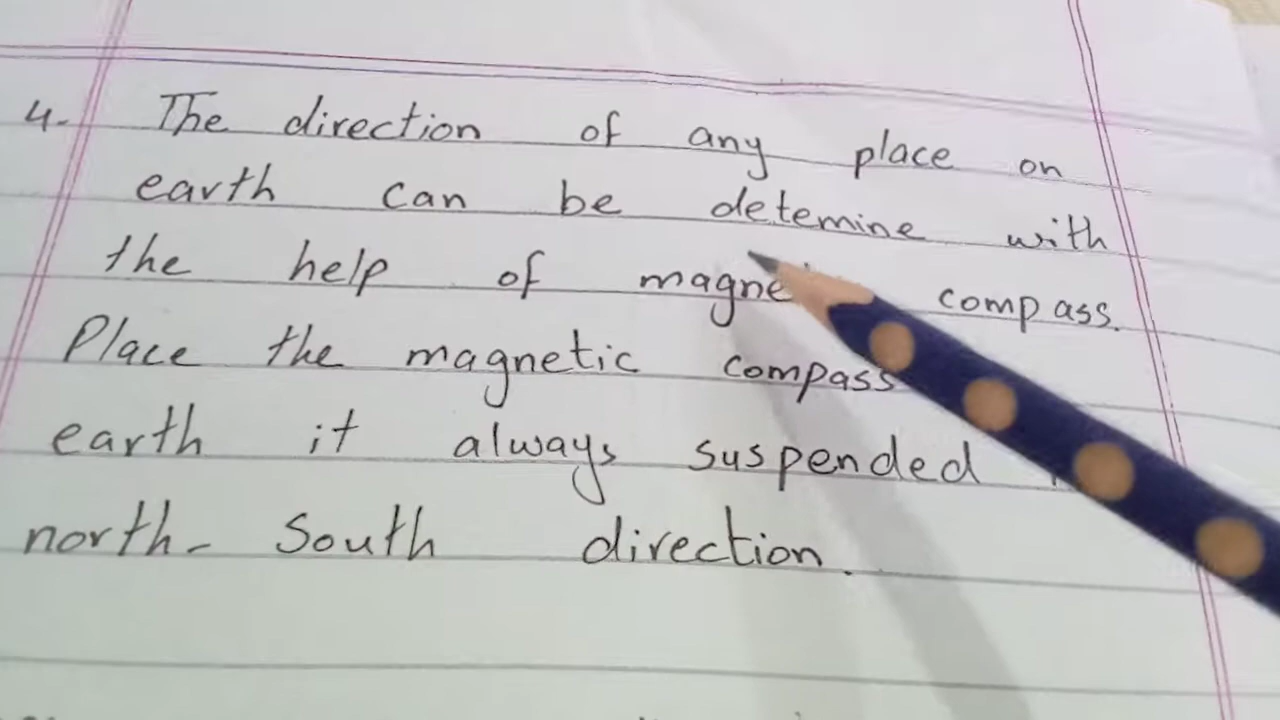 4. The direction of any place on
earth can be detemine with
the help of compass.
Place the magnetic compass
earth it always suspended
north- South direction.